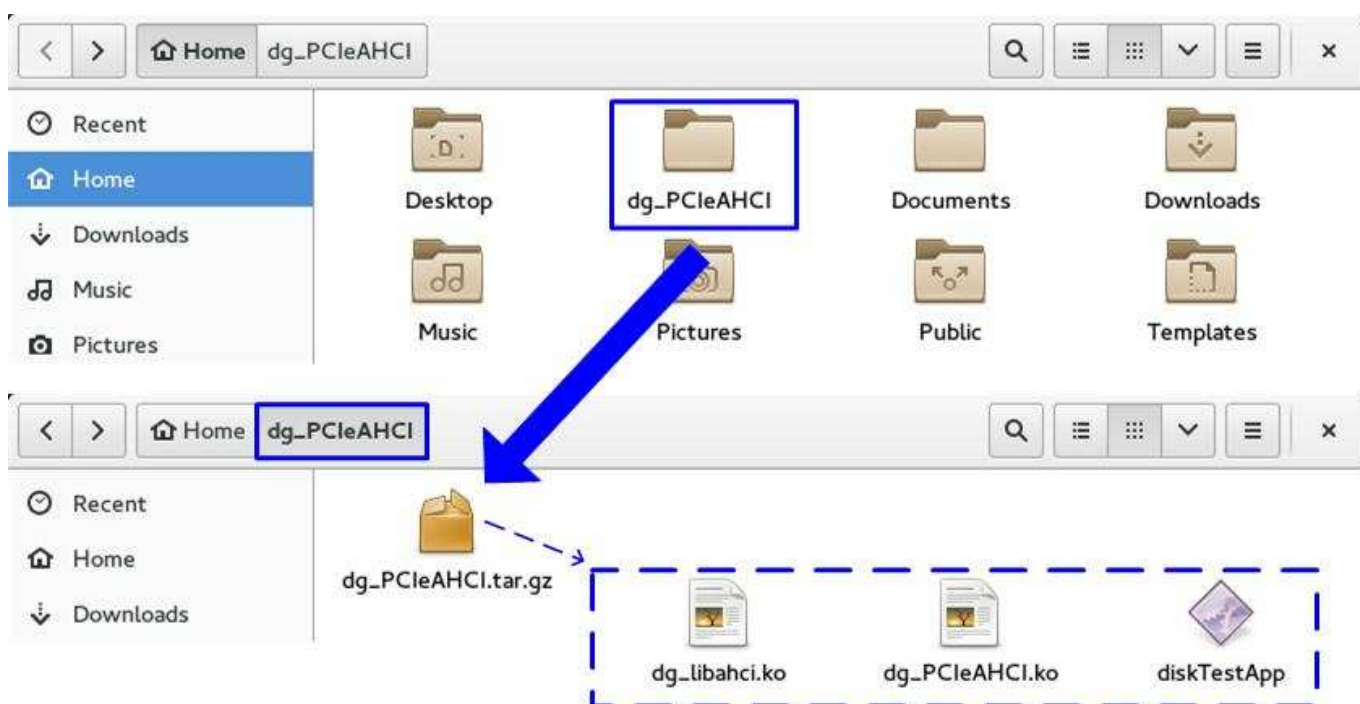 Home dg_PCIeAHCI
Recent
Home
Downloads
Music
Pictures
Desktop dg_PCIeAHCI Documents Downloads
Music Pictures Public Templates
Home dg_PCIeAHCI
Recent
Home
Downloads
dg_PCIeAHCI.tar.gz
dg_libahci.ko dg_PCIeAHCI.ko diskTestApp